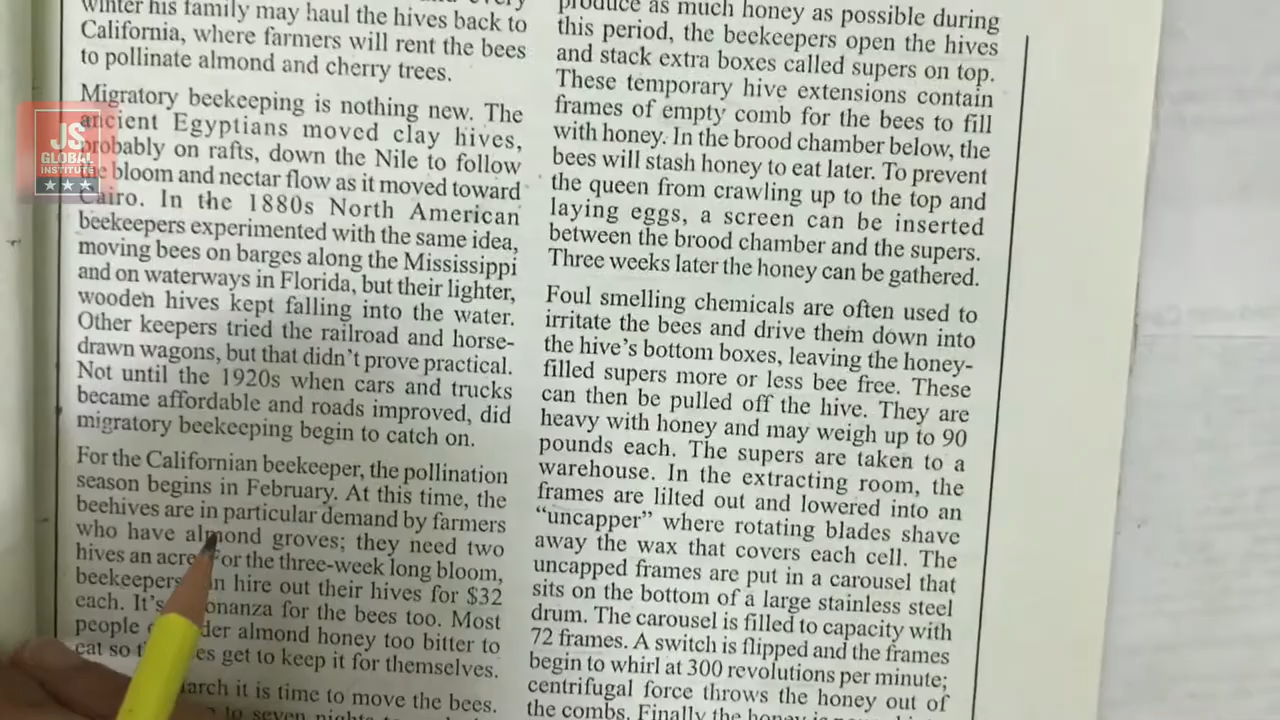 winter his family may haul the hives back to
California, where farmers will rent the bees
to pollinate almond and cherry trees.
Migratory beekeeping is nothing new. The
ancient Egyptians moved clay hives,
probably on rafts, down the Nile to follow
the bloom and nectar flow as it moved toward
Cairo. In the 1880s North American
beekeepers experimented with the same idea,
moving bees on barges along the Mississippi
and on waterways in Florida, but their lighter,
wooden hives kept falling into the water.
Other keepers tried the railroad and horse-
drawn wagons, but that didn't prove practical.
Not until the 1920s when cars and trucks
became affordable and roads improved, did
migratory beekeeping begin to catch on.
For the Californian beekeeper, the pollination
season begins in February. At this time, the
beehives are in particular demand by farmers
who have almond groves; they need two
hives an acre. For the three-week long bloom,
beekeepers can hire out their hives for $32
each. It's bonanza for the bees too. Most
people der almond honey too bitter to
eat so es get to keep it for themselves.
arch it is time to move the bees.
to seven nights
produce as much honey as possible during
this period, the beekeepers open the hives
and stack extra boxes called supers on top.
These temporary hive extensions contain
frames of empty comb for the bees to fill
with honey. In the brood chamber below, the
bees will stash honey to eat later. To prevent
the queen from crawling up to the top and
laying eggs, a screen can be inserted
between the brood chamber and the supers.
Three weeks later the honey can be gathered.
Foul smelling chemicals are often used to
irritate the bees and drive them down into
the hive's bottom boxes, leaving the honey-
filled supers more or less bee free. These
can then be pulled off the hive. They are
heavy with honey and may weigh up to 90
pounds each. The supers are taken to a
warehouse. In the extracting room, the
frames are lilted out and lowered into an
"uncapper" where rotating blades shave
away the wax that covers each cell. The
uncapped frames are put in a carousel that
sits on the bottom of a large stainless steel
drum. The carousel is filled to capacity with
72 frames. A switch is flipped and the frames
begin to whirl at 300 revolutions per minute;
centrifugal force throws the honey out of
the combs. Finally the honey is
JS
GLOBAL
INSTITUTE